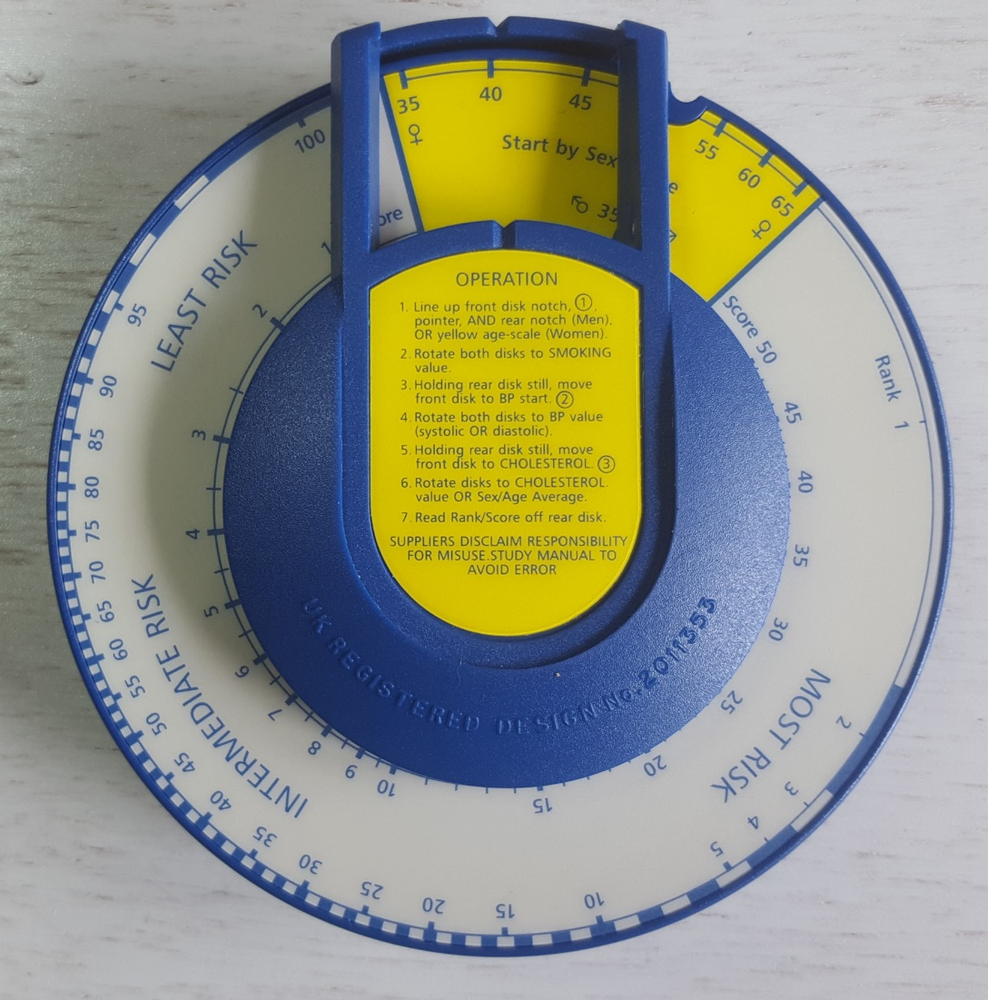 35 40 45
♀
Start by Sex
♂ 35
55 60 65
♀
OPERATION
1. Line up front disk notch, ①,
pointer, AND rear notch (Men).
OR yellow age-scale (Women).
2. Rotate both disks to SMOKING
value.
3. Holding rear disk still, move
front disk to BP start. ②
4. Rotate both disks to BP value
(systolic OR diastolic).
5. Holding rear disk still, move
front disk to CHOLESTEROL. ③
6. Rotate disks to CHOLESTEROL.
value OR Sex/Age Average.
7. Read Rank/Score off rear disk.
SUPPLIERS DISCLAIM RESPONSIBILITY
FOR MISUSE.STUDY MANUAL TO
AVOID ERROR
UK REGISTERED DESIGN No. 2011353
Score 50 45 40 35 30 25 20 15 10 9 8 7 6 5 4 3 2 1
Rank 1 2 3 4 5 10 15 20 25 30 35 40 45 50 55 60 65 70 75 80 85 90 95 100
MOST RISK
INTERMEDIATE RISK
LEAST RISK